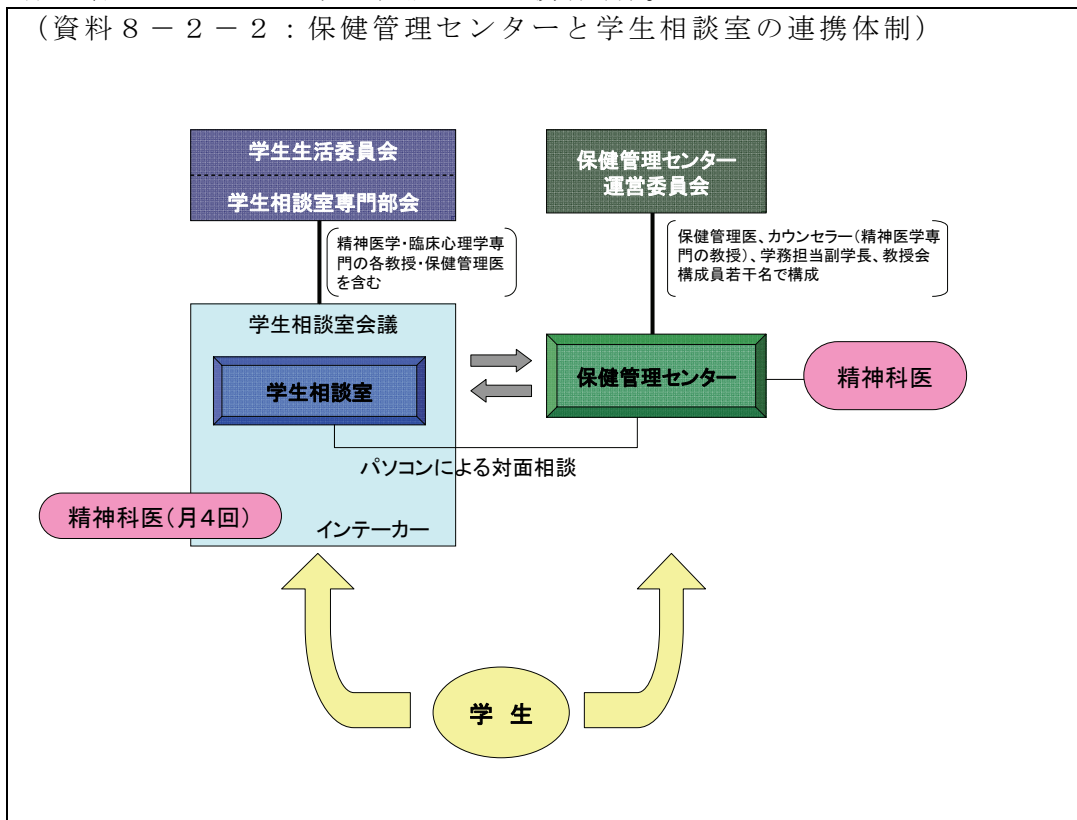 (資料8-2-2:保健管理センターと学生相談室の連携体制)
学生生活委員会
学生相談室専門部会
保健管理センター
運営委員会
精神医学・臨床心理学専
門の各教授・保健管理医
を含む
保健管理医、カウンセラー(精神医学専
門の教授)、学務担当副学長、教授会
構成員若干名で構成
学生相談室会議
学生相談室
保健管理センター
精神科医
パソコンによる対面相談
精神科医(月4回)
インテーカー
学 生